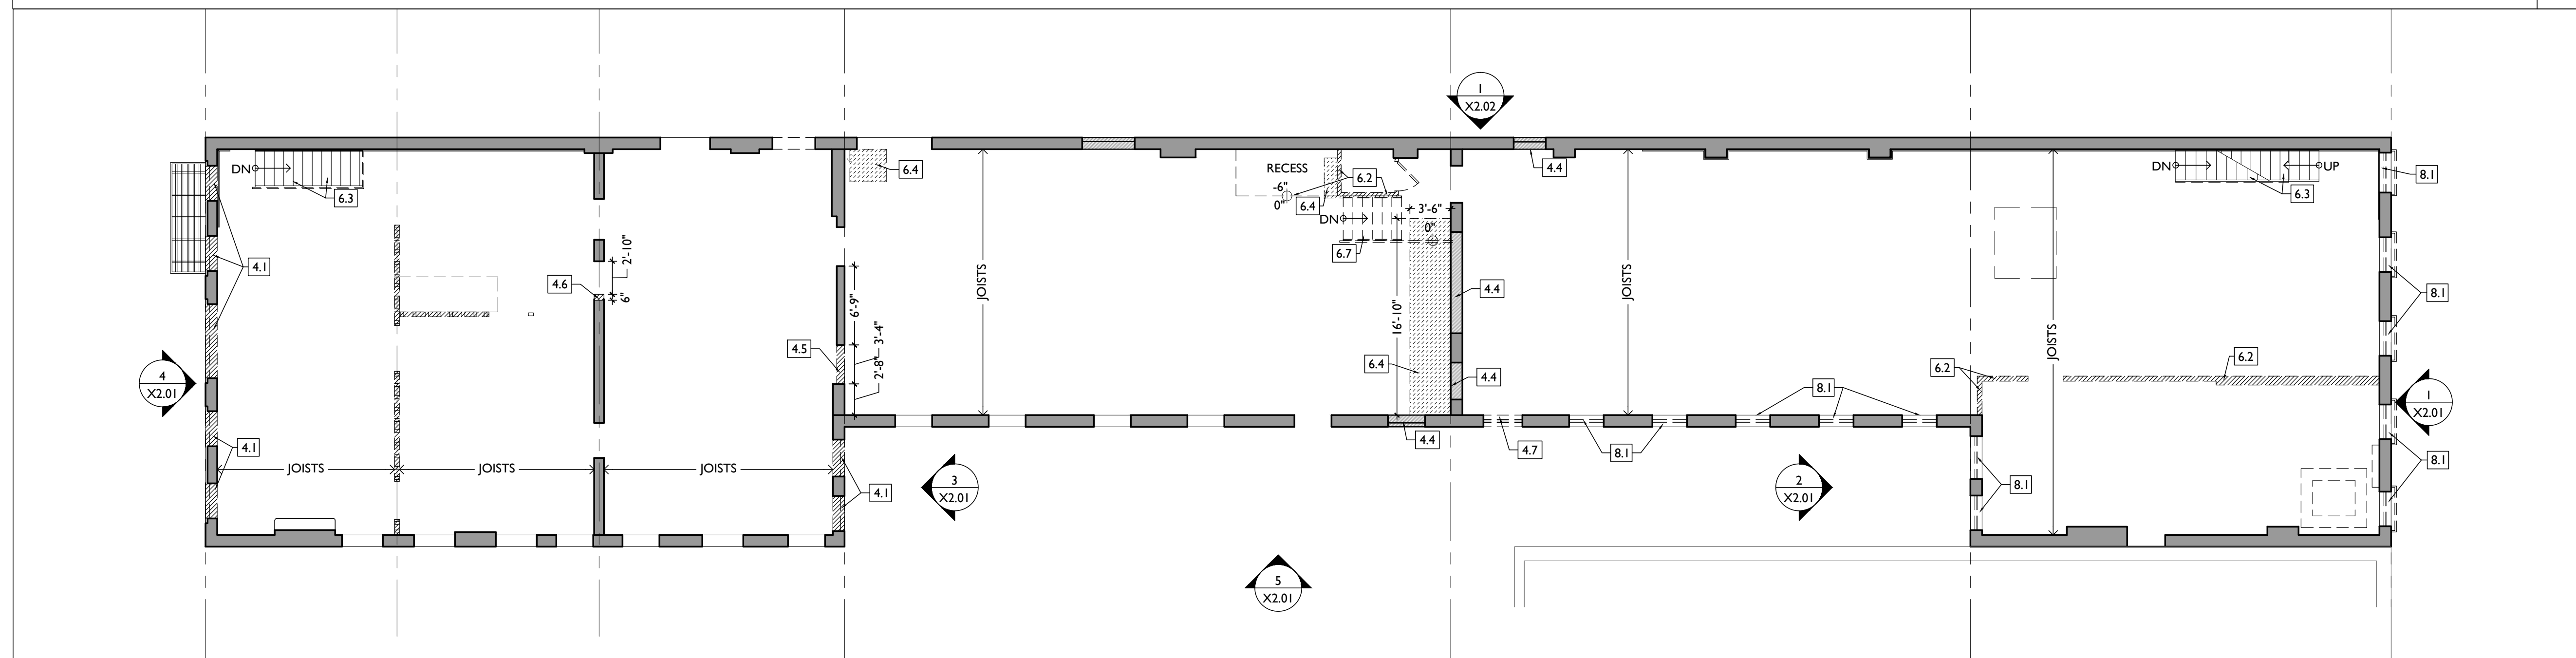 1
X2.02
DN
6.3
6.4
RECESS
-6"
0"
6.2
6.4
DN
3'-6"
0"
6.7
4.4
DN
UP
6.3
8.1
4.1
2'-10"
4.6
6"
JOISTS
6'-9"
3'-4"
2'-8"
4.5
16'-10"
4.4
6.4
4.4
JOISTS
JOISTS
8.1
6.2
6.2
8.1
4
X2.01
1
X2.01
4.1
JOISTS
JOISTS
JOISTS
4.1
4.4
4.7
8.1
8.1
8.1
3
X2.01
2
X2.01
5
X2.01